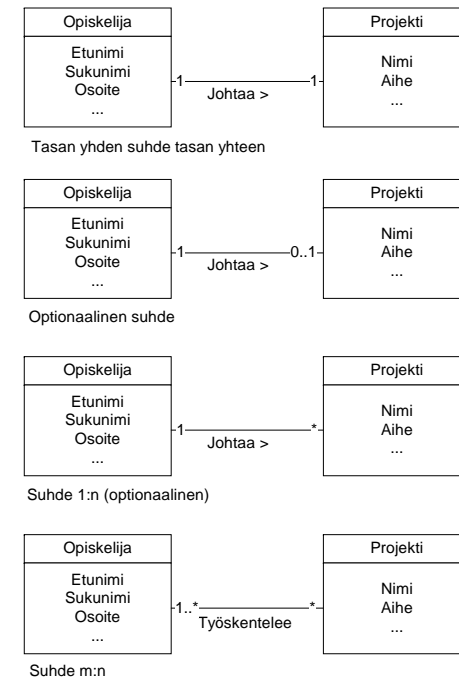 Opiskelija
Etunimi
Sukunimi
Osoite
...
1
Johtaa >
1
Projekti
Nimi
Aihe
...
Tasan yhden suhde tasan yhteen
Opiskelija
Etunimi
Sukunimi
Osoite
...
1
Johtaa >
0..1
Projekti
Nimi
Aihe
...
Optionaalinen suhde
Opiskelija
Etunimi
Sukunimi
Osoite
...
1
Johtaa >
*
Projekti
Nimi
Aihe
...
Suhde 1:n (optionaalinen)
Opiskelija
Etunimi
Sukunimi
Osoite
...
1..*
Työskentelee
*
Projekti
Nimi
Aihe
...
Suhde m:n